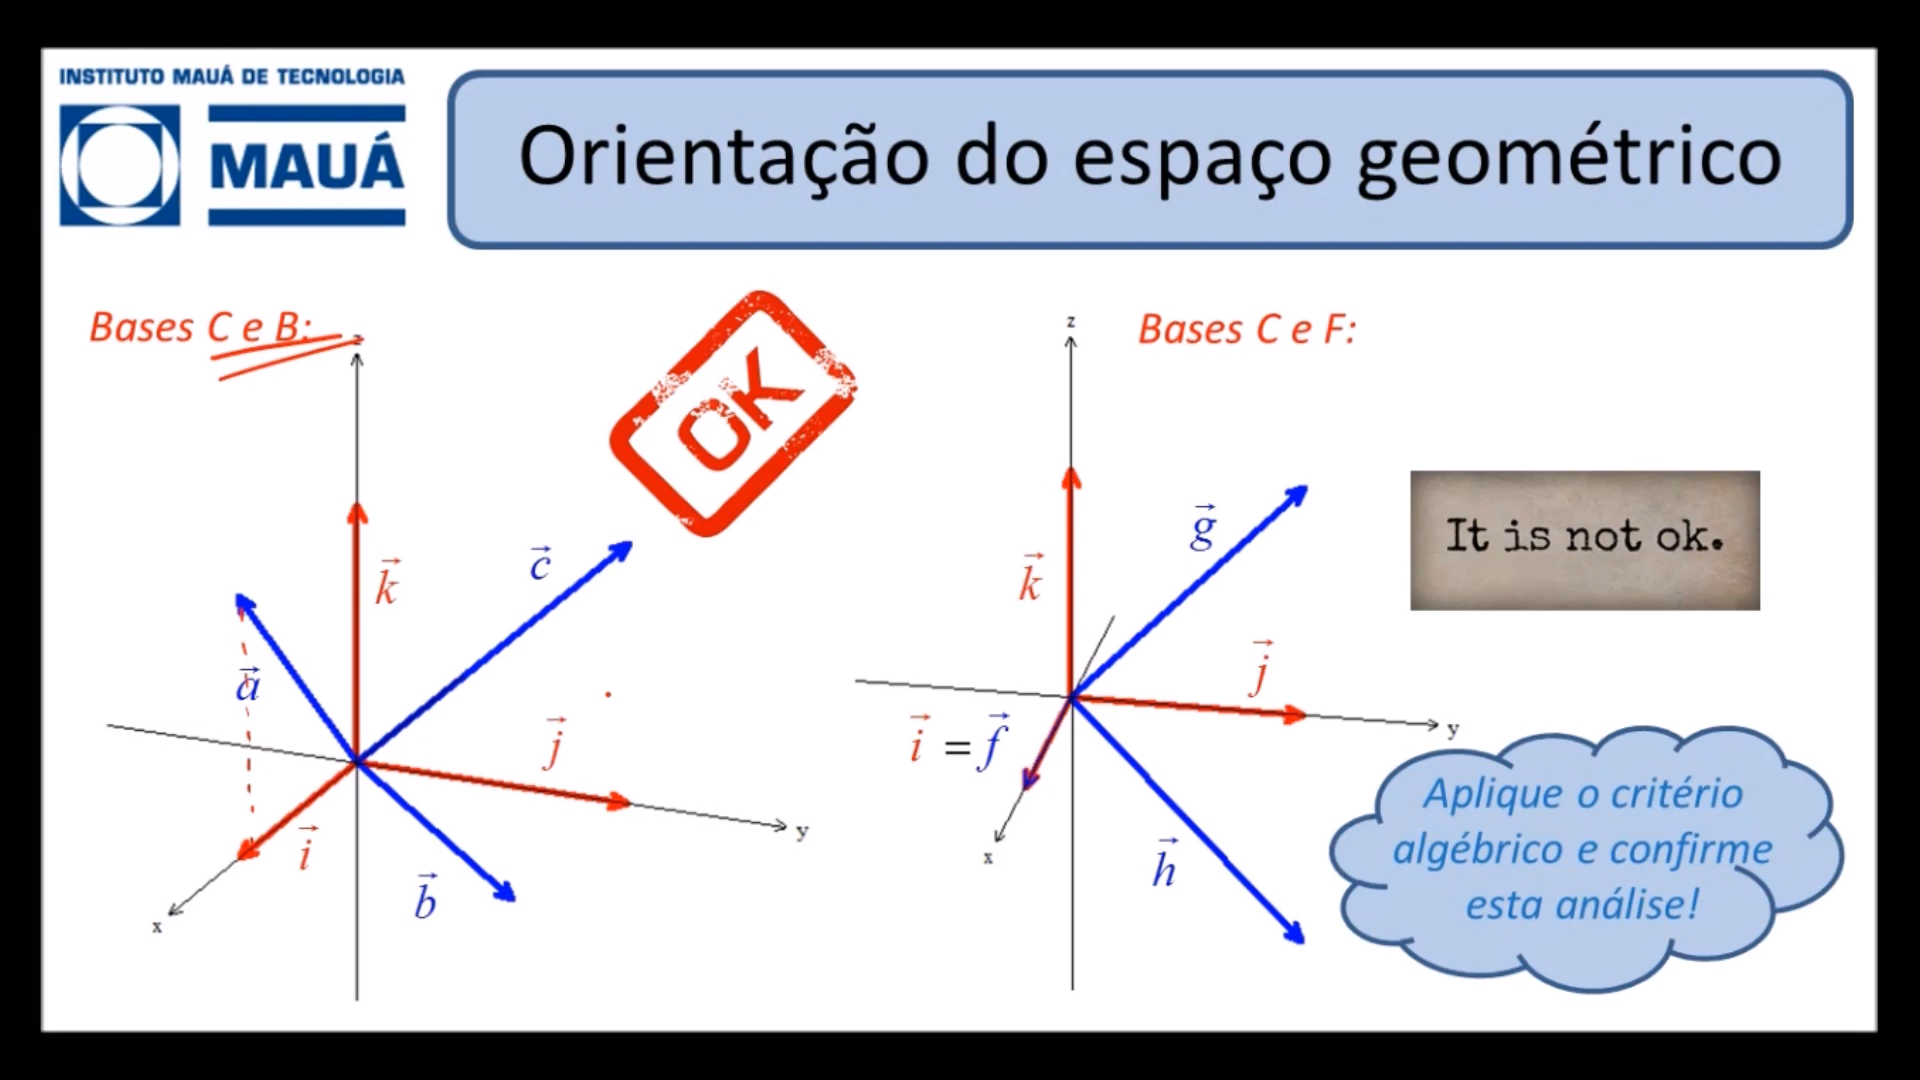 INSTITUTO MAUÁ DE TECNOLOGIA
MAUÁ
Orientação do espaço geométrico
Bases C e B:
z
OK
k
c
a
j
i
b
y
x
Bases C e F:
z
g
k
It is not ok.
j
i = f
y
x
h
Aplique o critério
algébrico e confirme
esta análise!